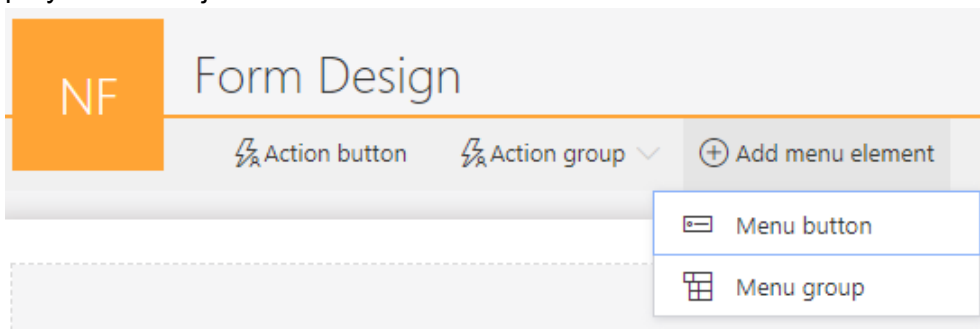 NF
Form Design
Action button
Action group
Add menu element
Menu button
Menu group